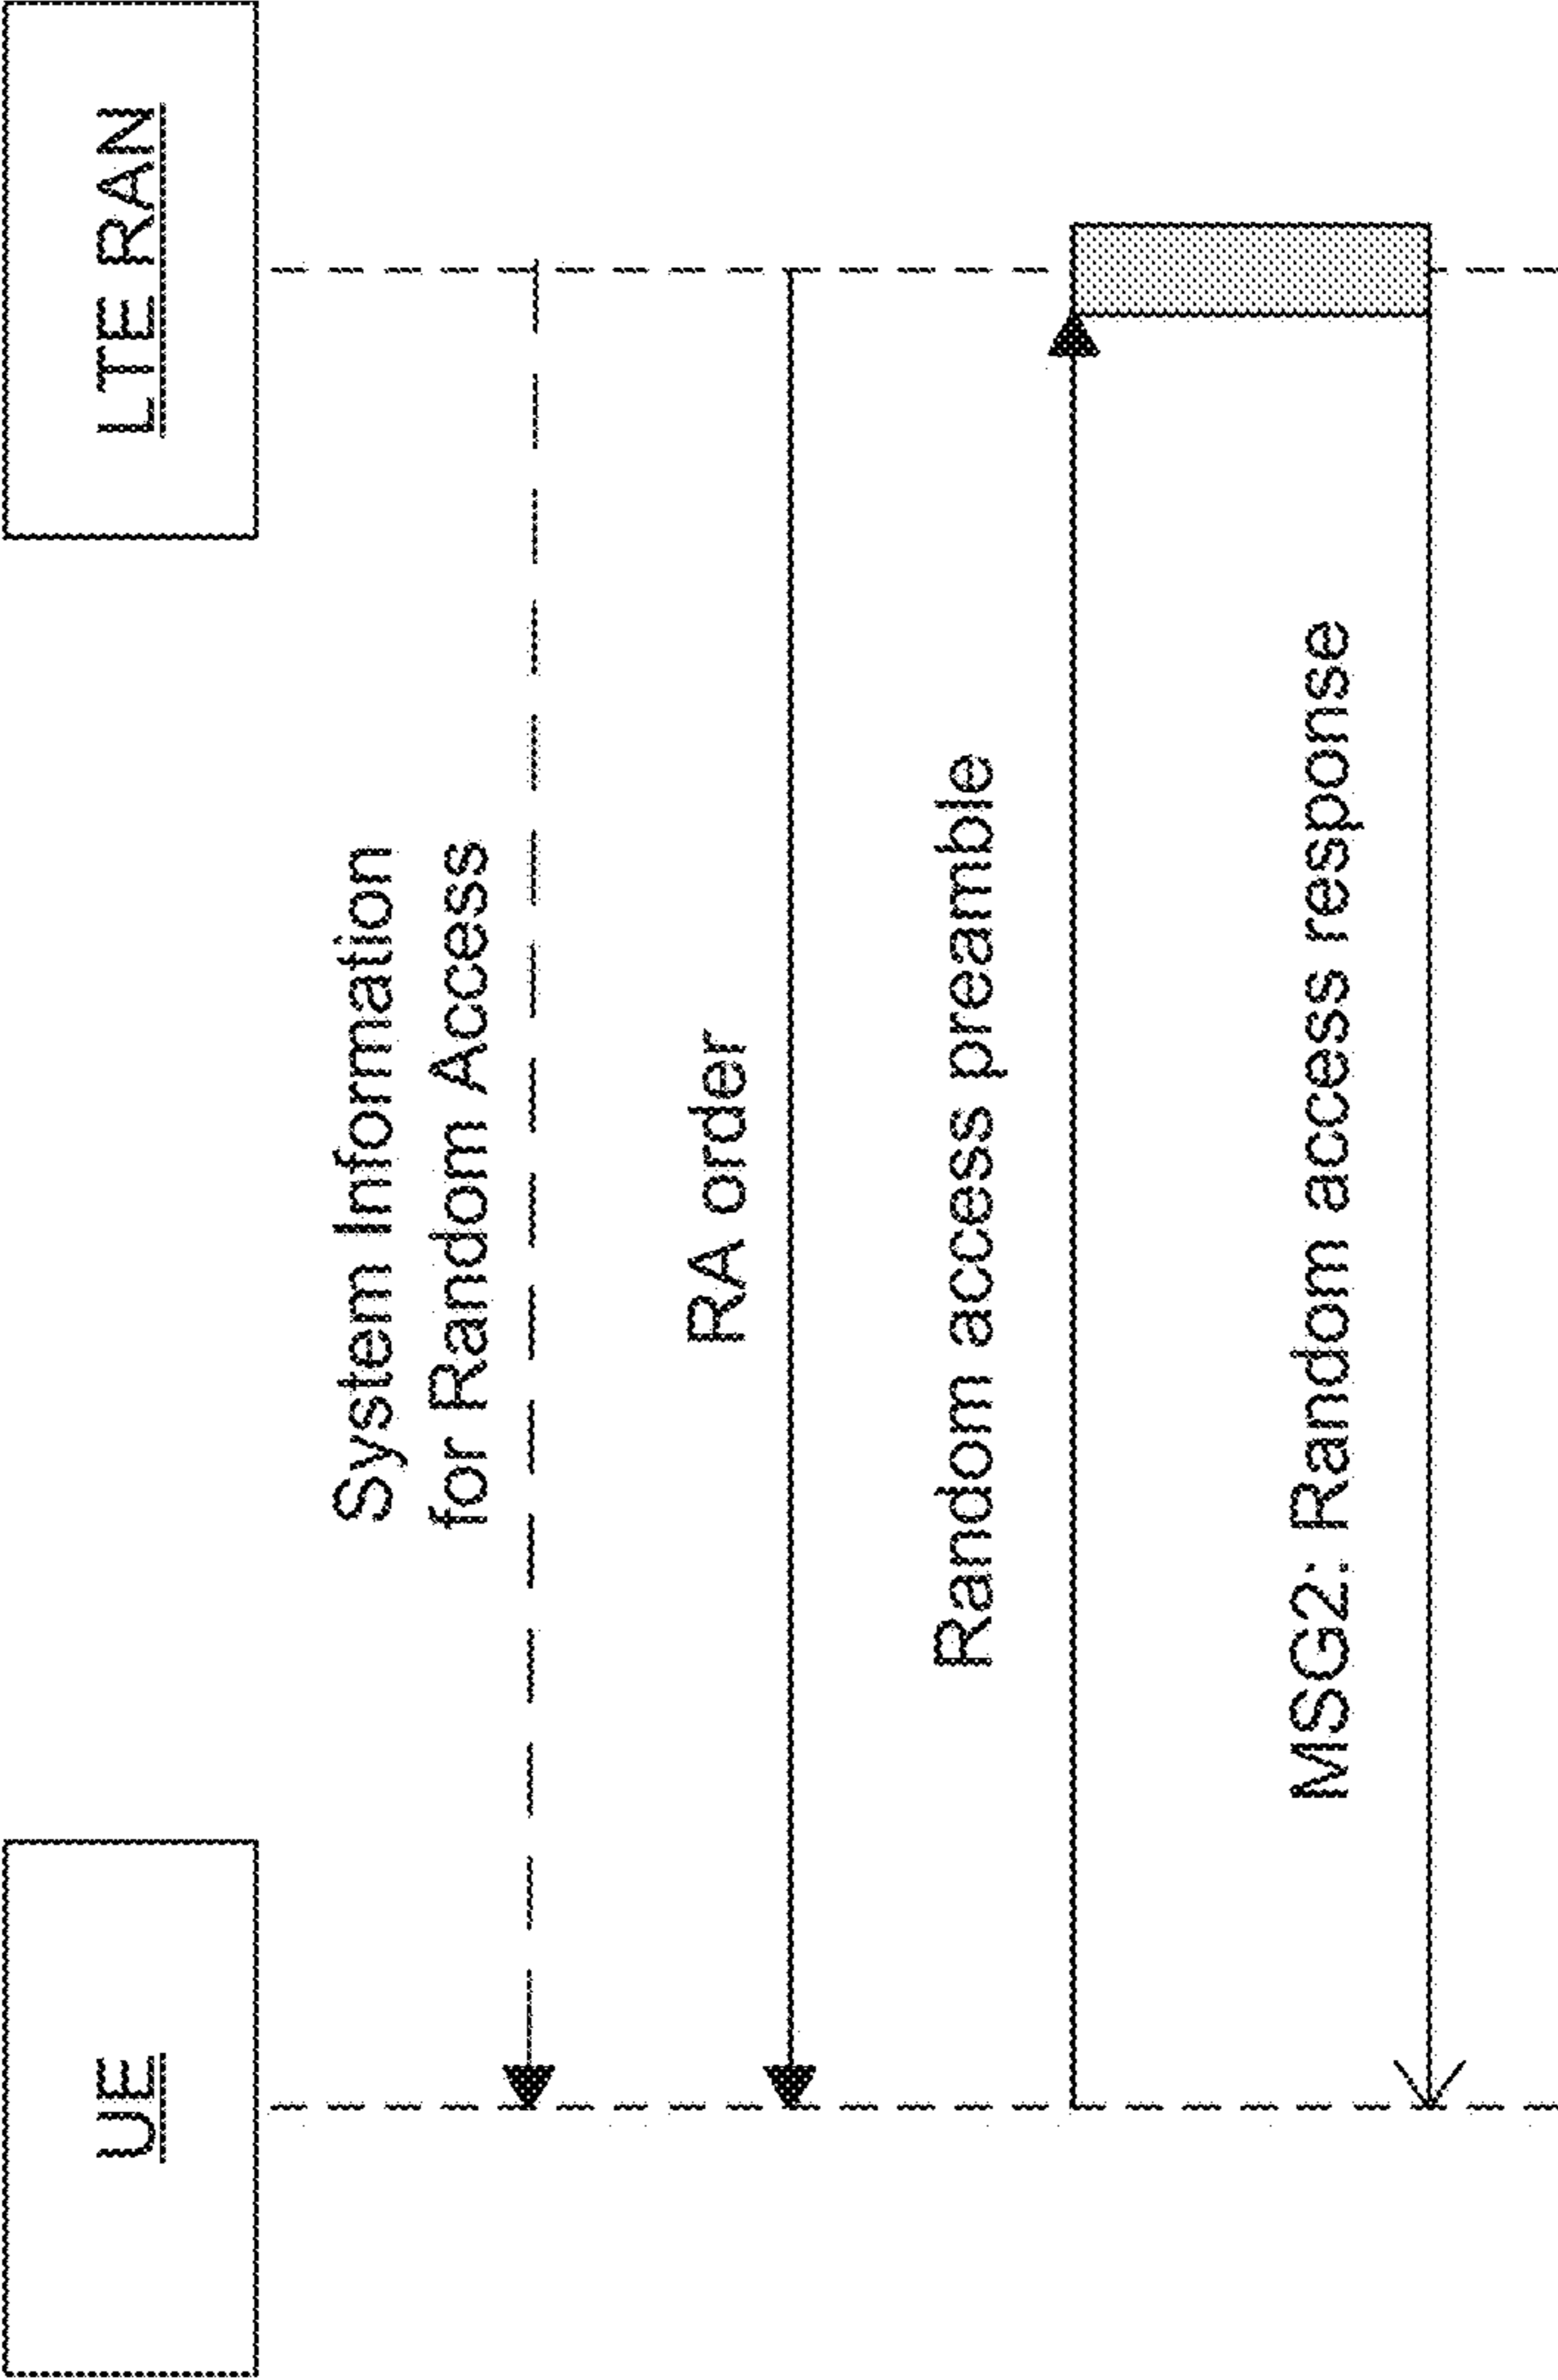 UE
LTE RAN
System Information
for Random Access
RA order
Random access preamble
MSG2: Random access response